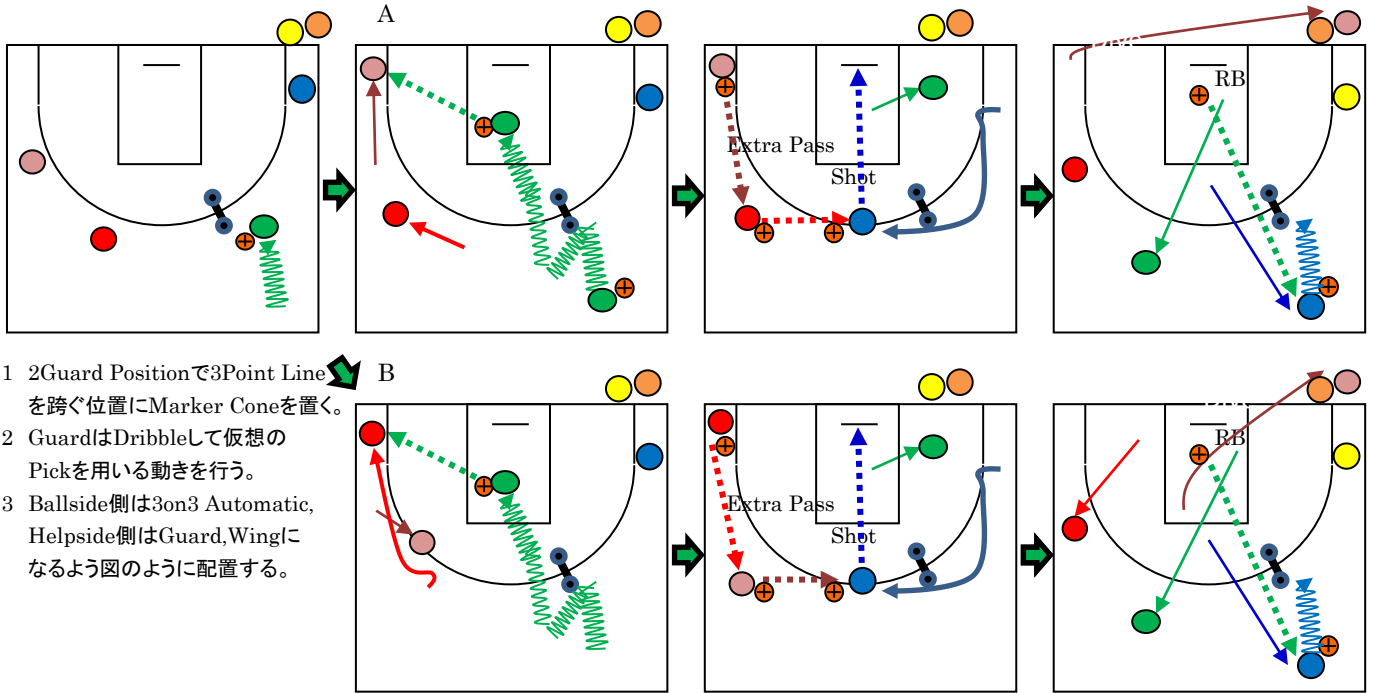 A
Extra Pass
Shot
RB
1 2Guard Positionで3Point Line
を跨ぐ位置にMarker Coneを置く。
2 GuardはDribbleして仮想の
Pickを用いる動きを行う。
3 Ballside側は3on3 Automatic,
Helpside側はGuard,Wingに
なるよう図のように配置する。
B
Extra Pass
Shot
RB